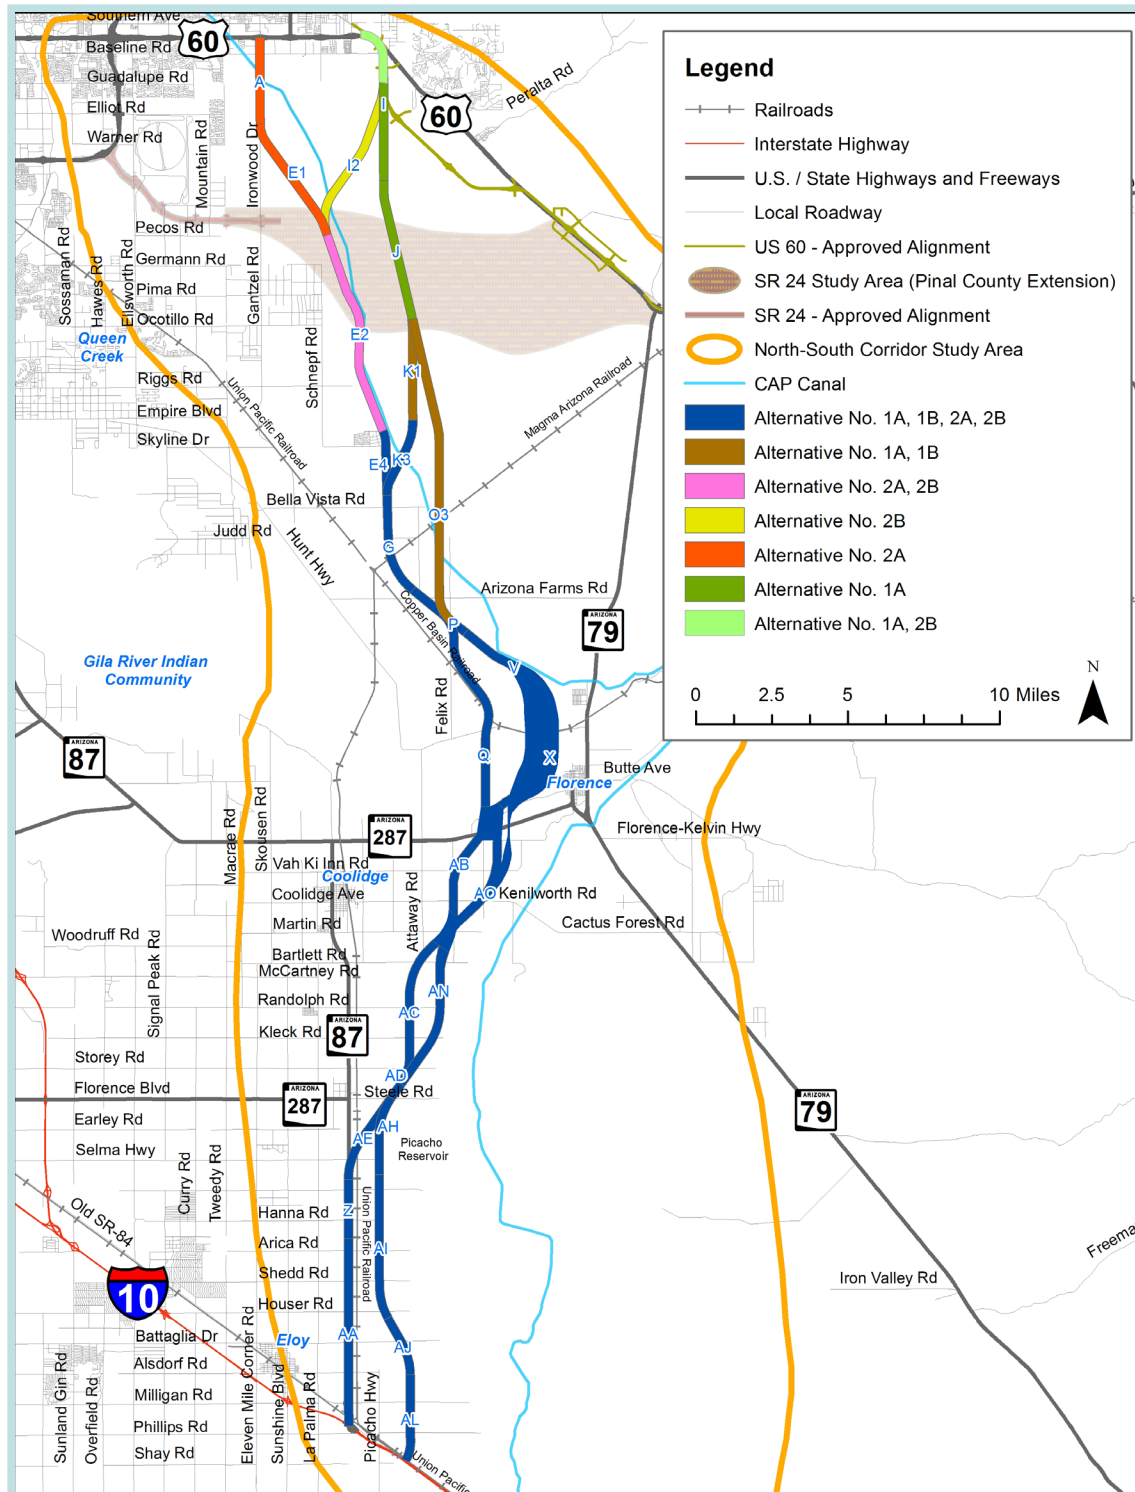 Southern Ave
60
Baseline Rd
Guadalupe Rd
Elliot Rd
Warner Rd
A
I
60
Peralta Rd
Mountain Rd
Ironwood Dr
E1
I2
Pecos Rd
Germann Rd
Pima Rd
Ocotillo Rd
Sossaman Rd
Hawes Rd
Ellsworth Rd
Gantzel Rd
Schnepf Rd
J
E2
K1
Queen
Creek
Riggs Rd
Empire Blvd
Skyline Dr
Union Pacific Railroad
Magma Arizona Railroad
E4
K3
Bella Vista Rd
Judd Rd
Hunt Hwy
O3
G
Arizona Farms Rd
Copper Basin Railroad
P
V
ARIZONA
79
Gila River Indian
Community
Felix Rd
Q
X
ARIZONA
87
Butte Ave
Florence
Florence-Kelvin Hwy
ARIZONA
287
Macrae Rd
Skousen Rd
Vah Ki Inn Rd
Coolidge
Coolidge Ave
Martin Rd
Bartlett Rd
McCartney Rd
Randolph Rd
Kleck Rd
Attaway Rd
AB
AO
Kenilworth Rd
Cactus Forest Rd
Woodruff Rd
Signal Peak Rd
AN
AC
ARIZONA
87
Storey Rd
Florence Blvd
Earley Rd
Selma Hwy
ARIZONA
287
AD
Steele Rd
AH
AE
Picacho
Reservoir
ARIZONA
79
Curry Rd
Tweedy Rd
Old SR-84
Hanna Rd
Arica Rd
Shedd Rd
Houser Rd
Z
Union Pacific Railroad
AI
10
Battaglia Dr
Alsdorf Rd
Milligan Rd
Phillips Rd
Shay Rd
Eloy
AA
AJ
AL
Sunland Gin Rd
Overfield Rd
Eleven Mile Corner Rd
Sunshine Blvd
La Palma Rd
Picacho Hwy
Union Pacific
Iron Valley Rd
Freema
Legend
Railroads
Interstate Highway
U.S. / State Highways and Freeways
Local Roadway
US 60 - Approved Alignment
SR 24 Study Area (Pinal County Extension)
SR 24 - Approved Alignment
North-South Corridor Study Area
CAP Canal
Alternative No. 1A, 1B, 2A, 2B
Alternative No. 1A, 1B
Alternative No. 2A, 2B
Alternative No. 2B
Alternative No. 2A
Alternative No. 1A
Alternative No. 1A, 2B
N
0 2.5 5 10 Miles